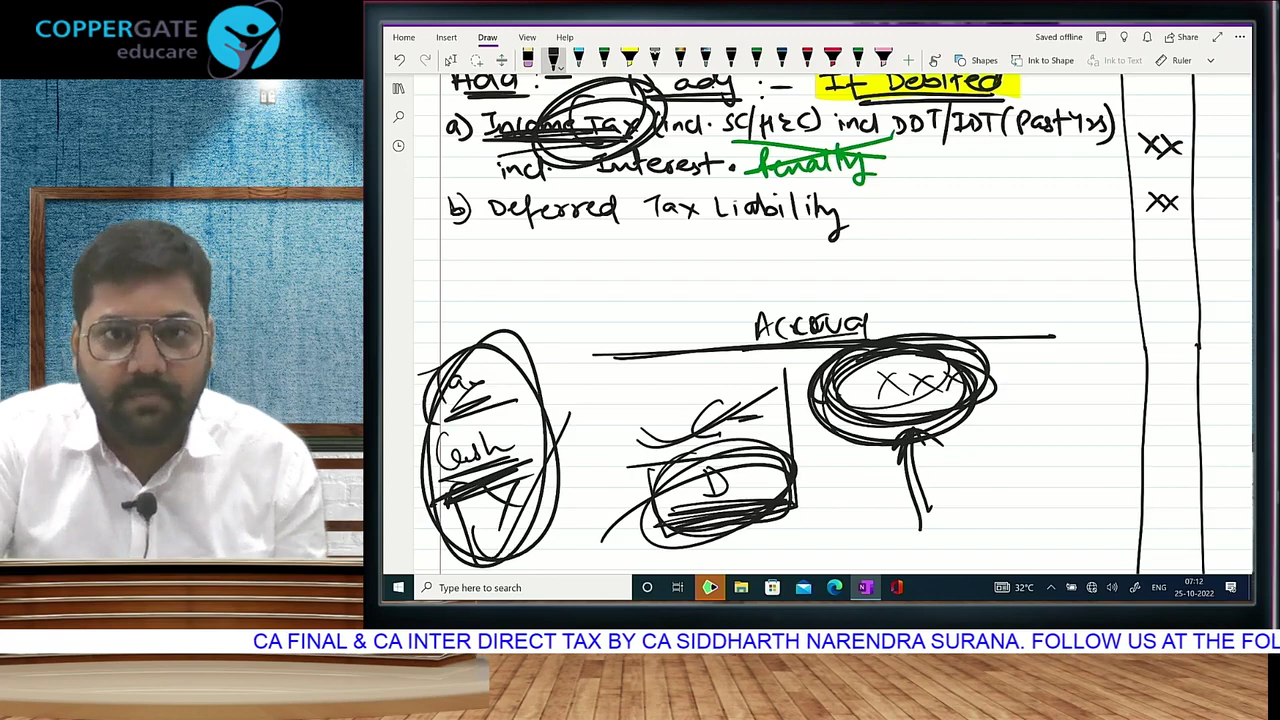 COPPERGATE
educare
Home Insert Draw View Help
Saved offline
Share
Shapes
Ink to Shape
Ink to Text
Ruler
If Debited
a) Income Tax (incl. SC/H&EC) incl DDT/IDT (Past Yrs) XX
incl. Interest. Penalty
b) Deferred Tax Liability XX
Accrual
Tax
XXX
C
Cash
D
Type here to search
32°C
ENG
07:12
25-10-2022
CA FINAL & CA INTER DIRECT TAX BY CA SIDDHARTH NARENDRA SURANA. FOLLOW US AT THE FOL